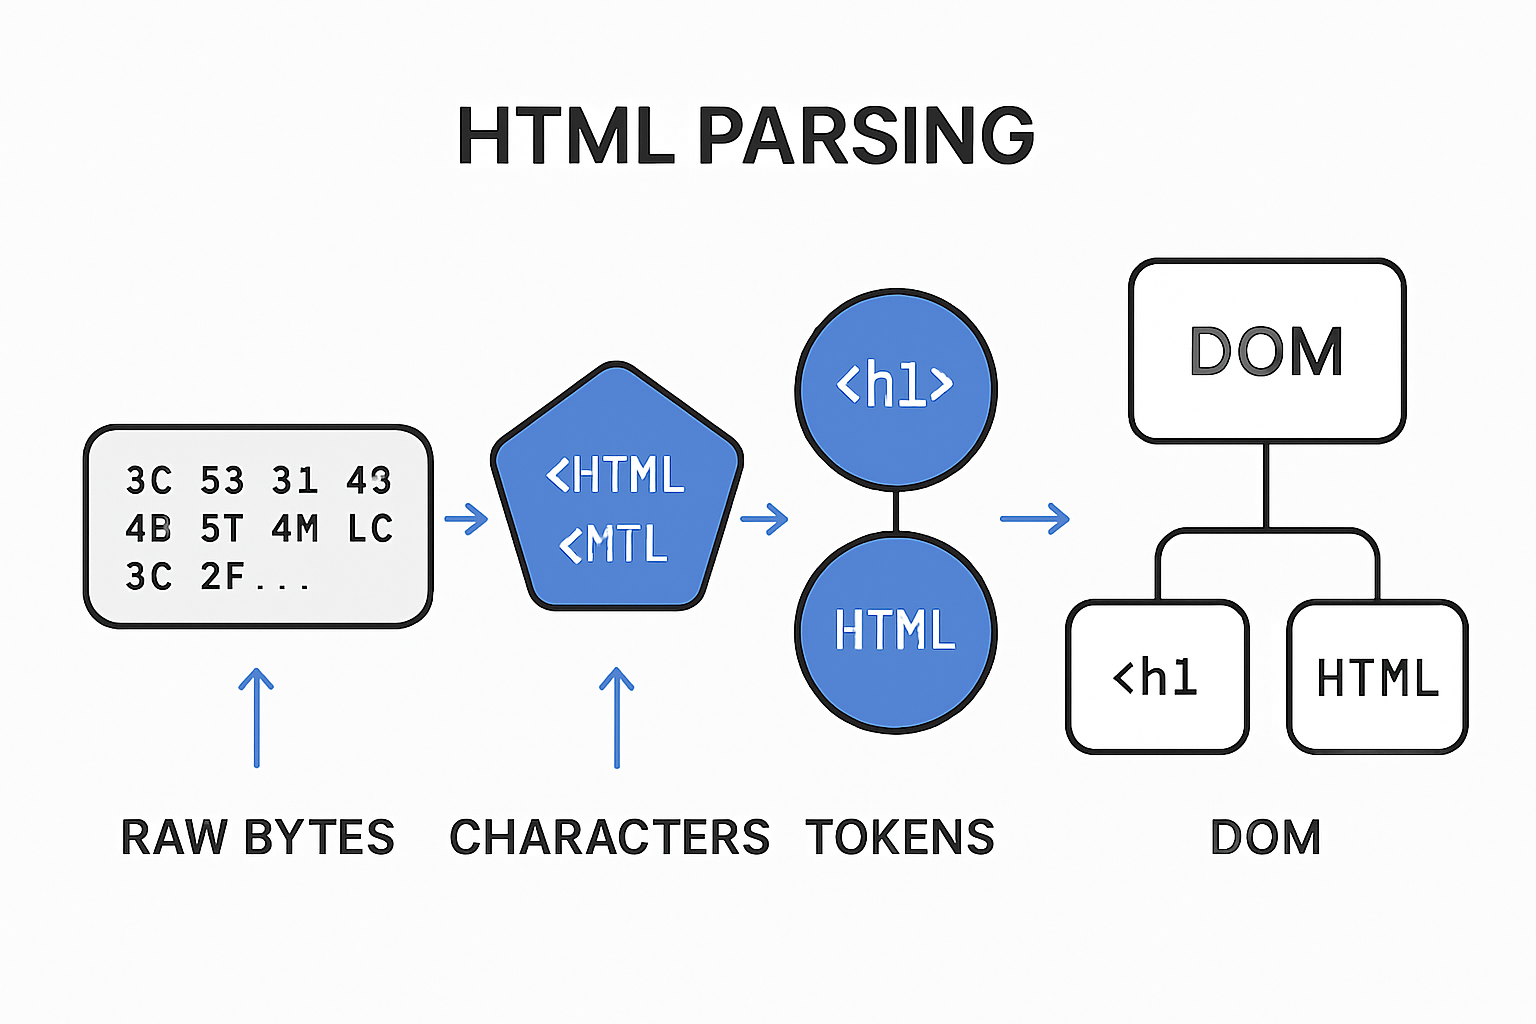 HTML PARSING
3C 53 31 43
4B 5T 4M LC
3C 2F...
<HTML
<MTL
<h1>
HTML
DOM
<h1
HTML
RAW BYTES
CHARACTERS
TOKENS
DOM